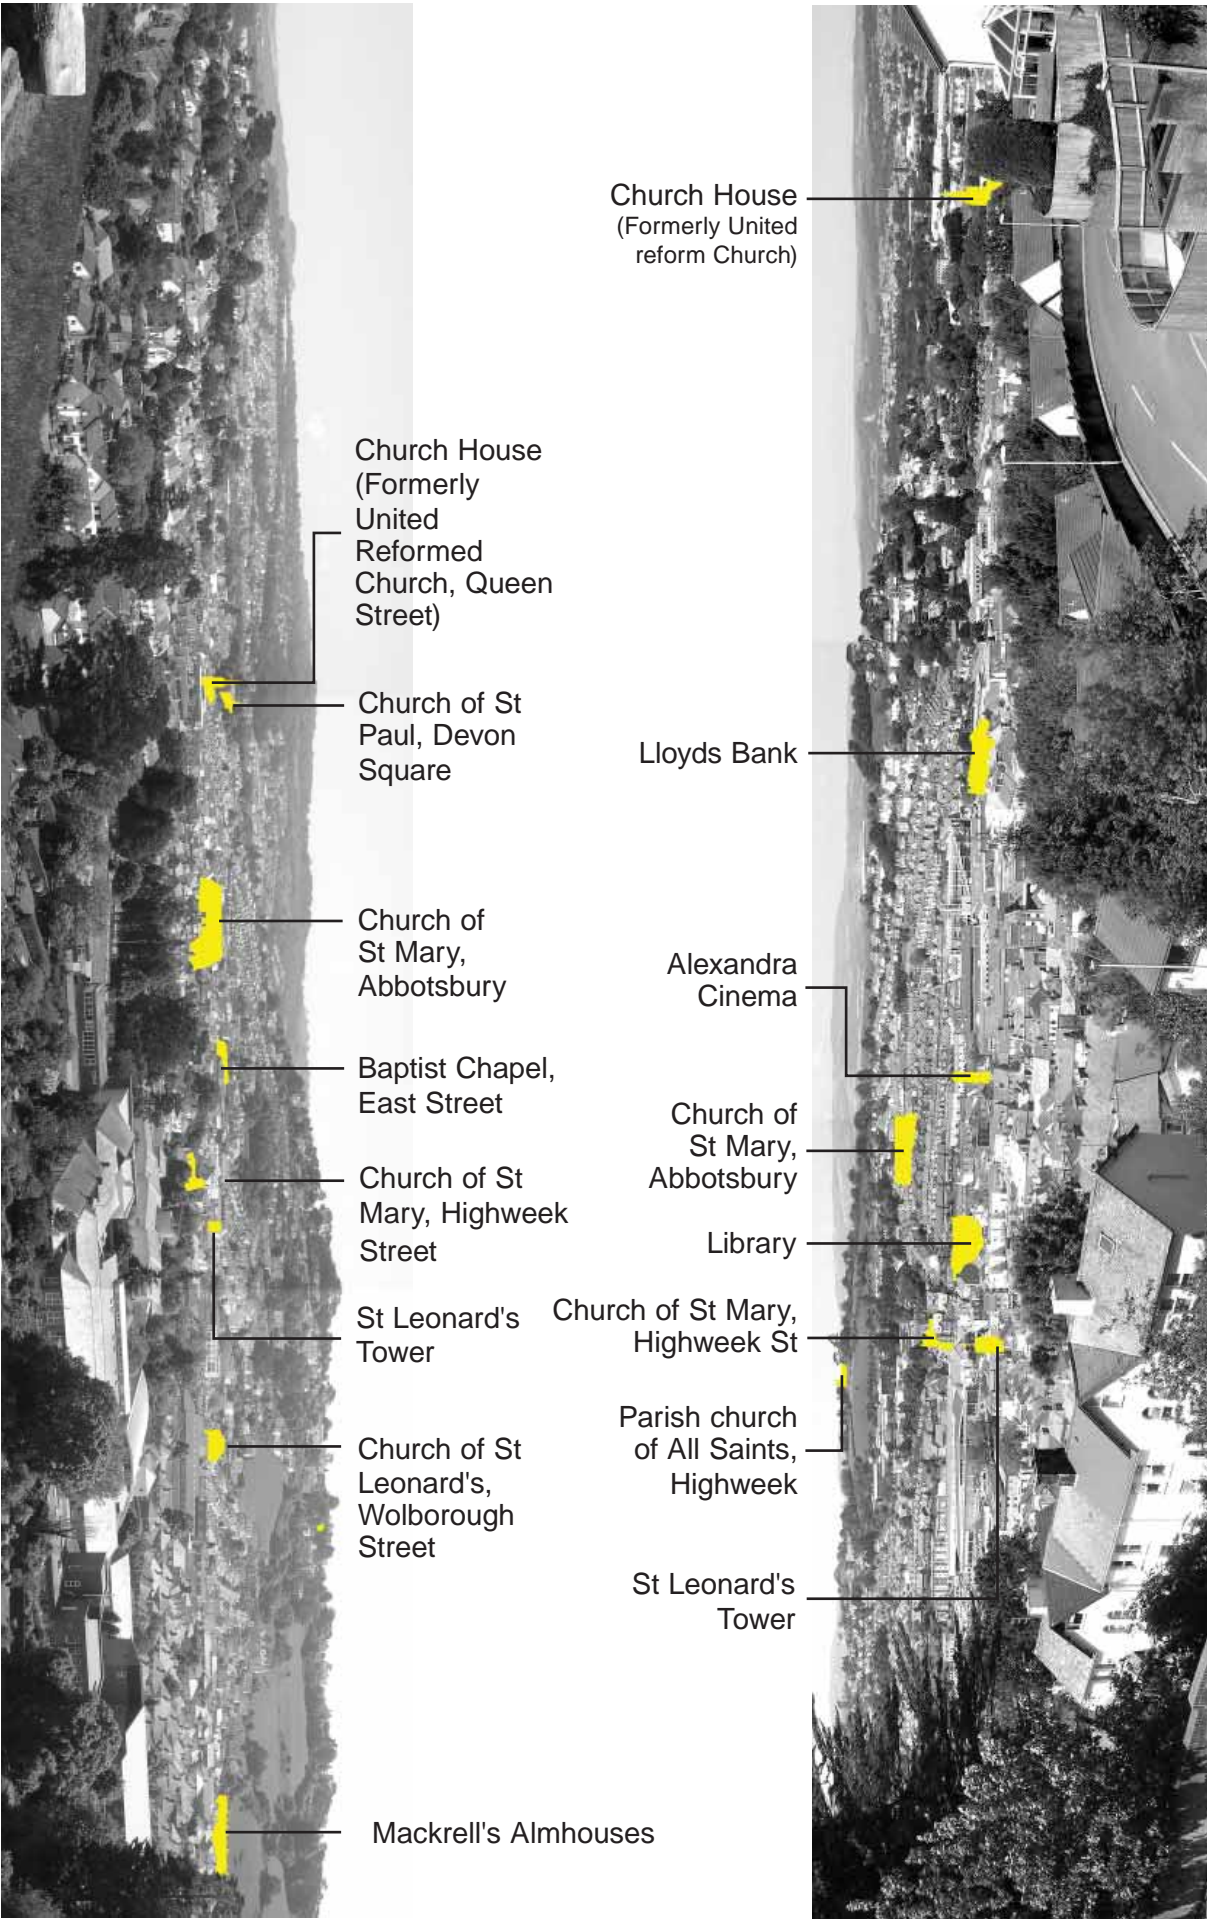 Church House
(Formerly
United
Reformed
Church, Queen
Street)
Church of St
Paul, Devon
Square
Church of
St Mary,
Abbotsbury
Baptist Chapel,
East Street
Church of St
Mary, Highweek
Street
St Leonard's
Tower
Church of St
Leonard's,
Wolborough
Street
Mackrell's Almhouses
Church House
(Formerly United
reform Church)
Lloyds Bank
Alexandra
Cinema
Church of
St Mary,
Abbotsbury
Library
Church of St Mary,
Highweek St
Parish church
of All Saints,
Highweek
St Leonard's
Tower